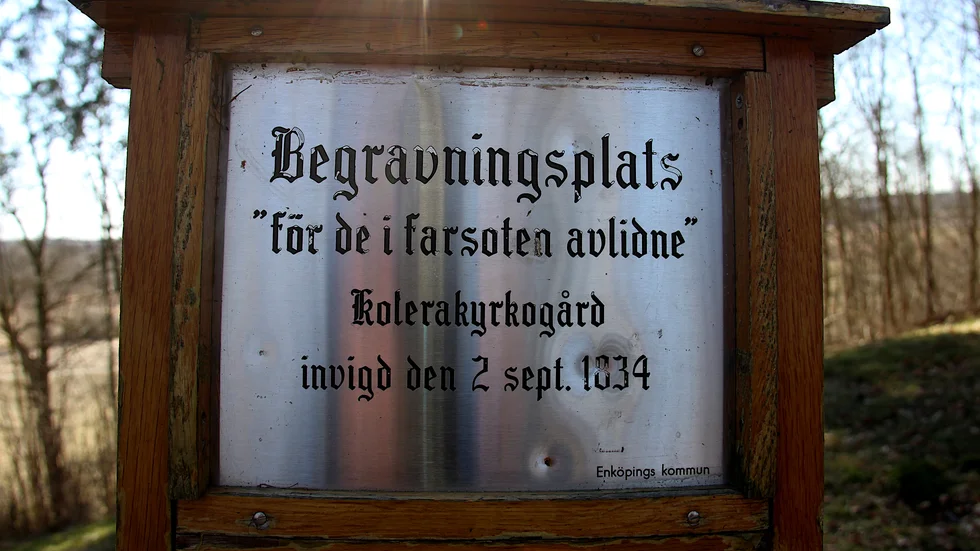 Begravningsplats
"för de i farsoten avlidne"
Kolerakyrkogård
invigd den 2 sept. 1834
Enköpings kommun